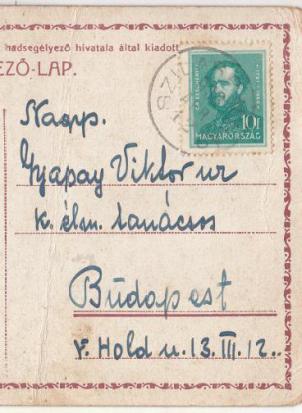 hadsegélyező hivatala által kiadott
EZŐ-LAP.
MAGYARORSZÁG
10f
Nagys.
Gyapay Viktor úr
k. élm. tanácsos
Budapest
V. Hold u. 13. III. 12.